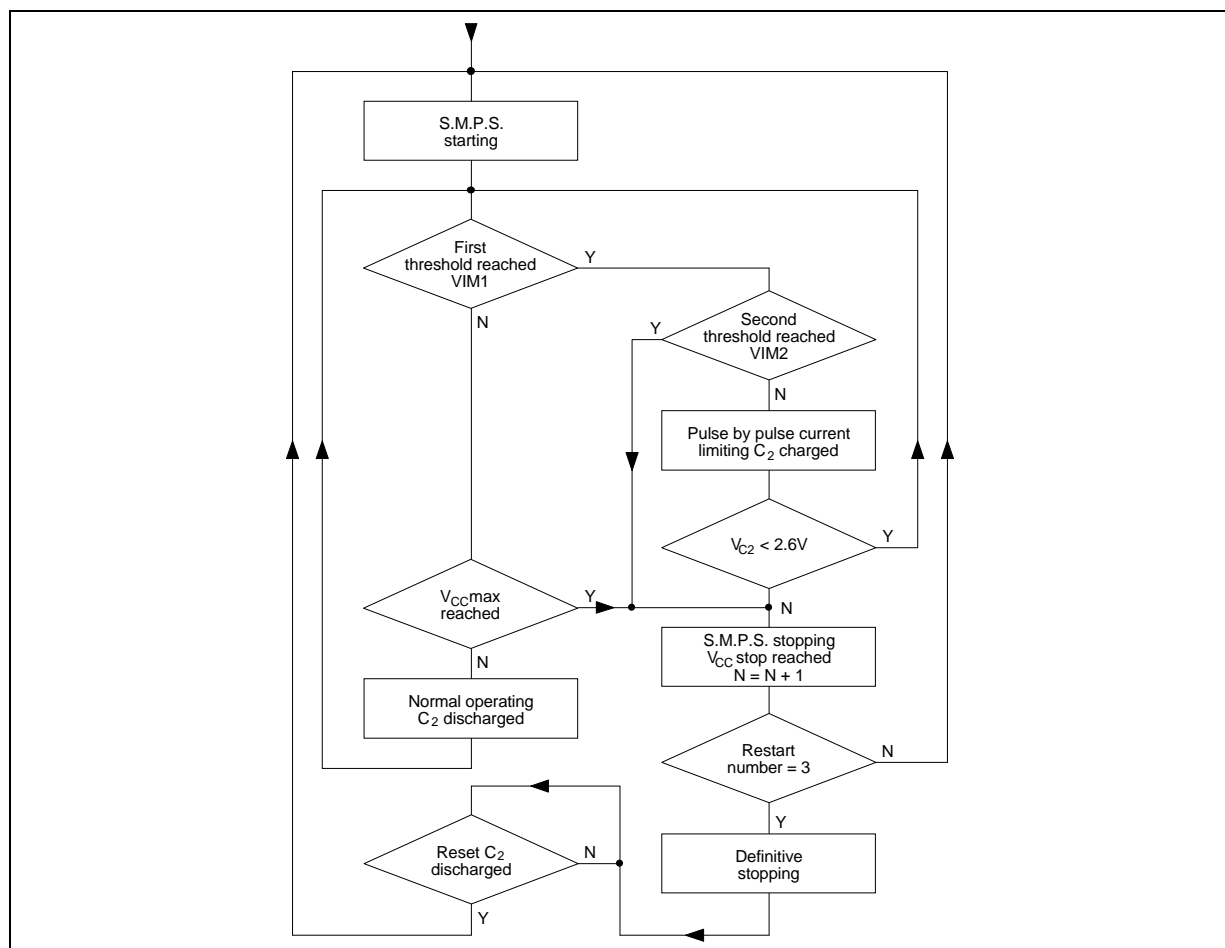 S.M.P.S.
starting
First
threshold reached
VIM1
Y
N
Second
threshold reached
VIM2
Y
N
Pulse by pulse current
limiting C2 charged
VC2 < 2.6V
Y
N
VCCmax
reached
Y
N
S.M.P.S. stopping
VCC stop reached
N = N + 1
Normal operating
C2 discharged
Restart
number = 3
N
Y
Reset C2
discharged
N
Y
Definitive
stopping